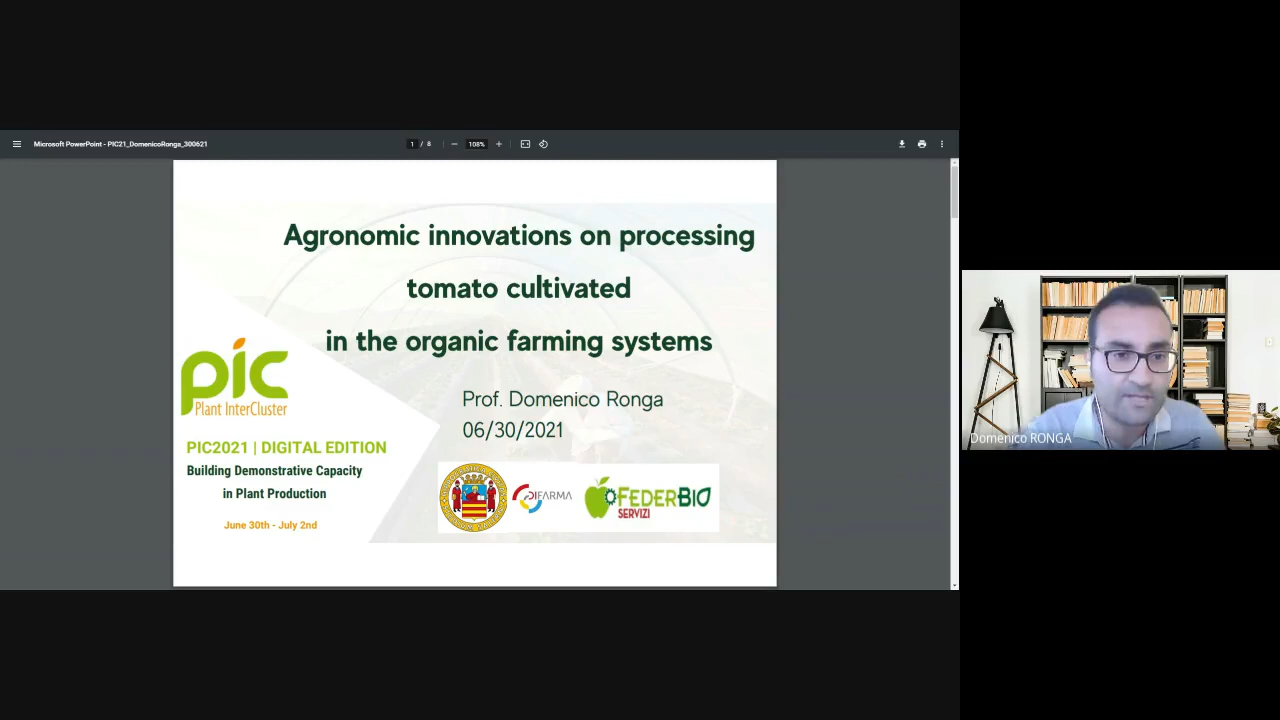 Microsoft PowerPoint - PIC21_DomenicoRonga_300621
1 / 8
108%
Agronomic innovations on processing
tomato cultivated
in the organic farming systems
pic
Plant InterCluster
Prof. Domenico Ronga
06/30/2021
PIC2021 | DIGITAL EDITION
Building Demonstrative Capacity
in Plant Production
June 30th - July 2nd
DIFARMA
FEDERBIO
SERVIZI
Domenico RONGA